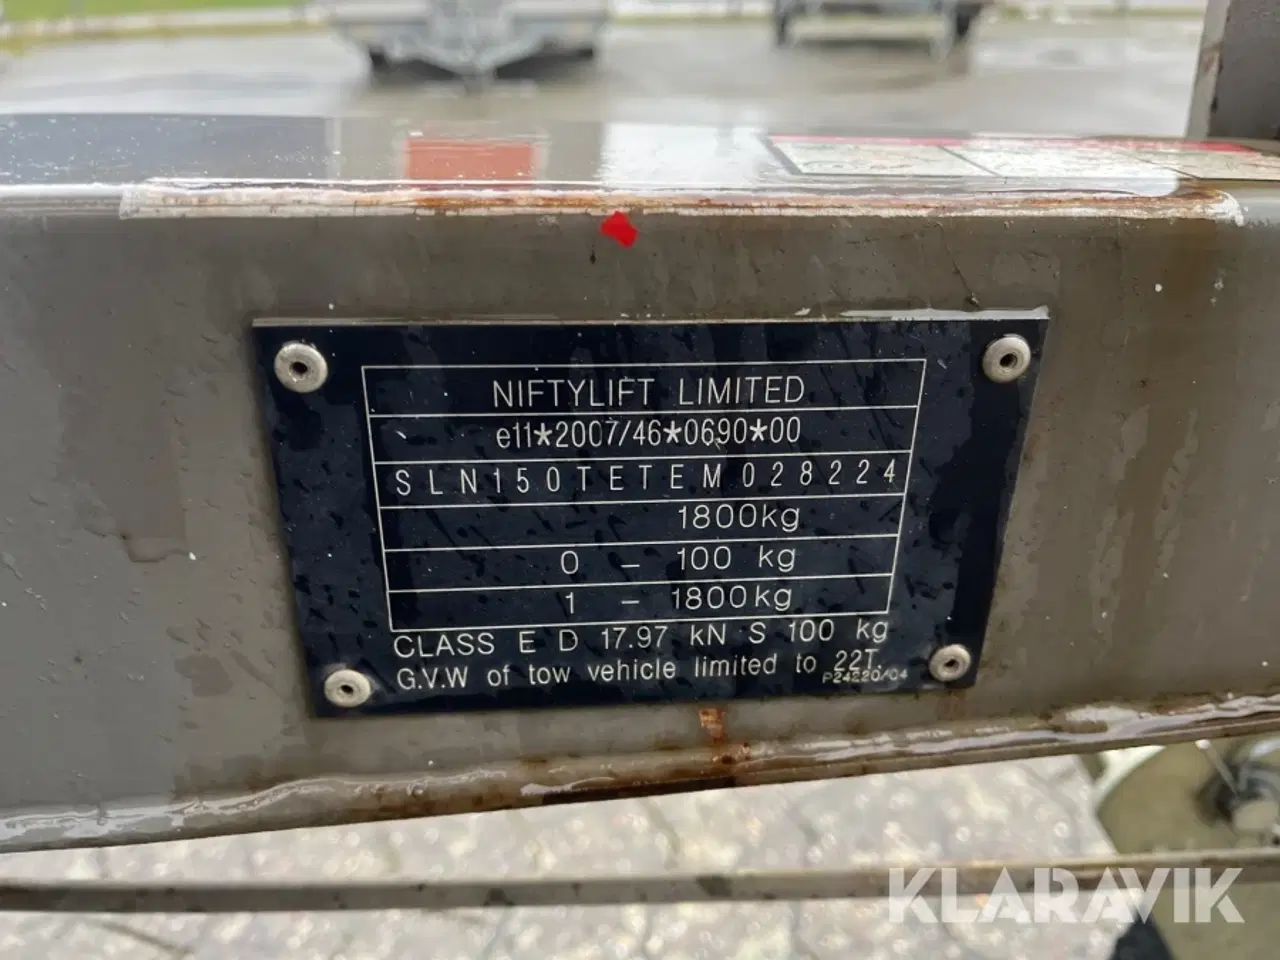 NIFTYLIFT LIMITED
e11*2007/46*0690*00
SLN150TETEM028224
1800kg
0 - 100 kg
1 - 1800kg
CLASS E D 17.97 kN S 100 kg
G.V.W of tow vehicle limited to 22T.
P24220/04
KLARAVIK